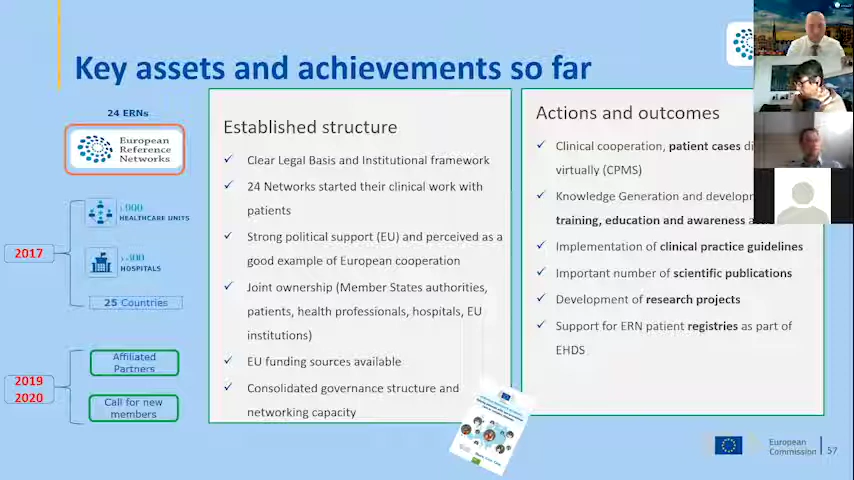 Key assets and achievements so far
24 ERNs
European
Reference
Networks
HEALTHCARE UNITS
2017
HOSPITALS
25 Countries
2019
2020
Affiliated
Partners
Call for new
members
Established structure
✓ Clear Legal Basis and Institutional framework
✓ 24 Networks started their clinical work with
patients
✓ Strong political support (EU) and perceived as a
good example of European cooperation
✓ Joint ownership (Member States authorities,
patients, health professionals, hospitals, EU
institutions)
✓ EU funding sources available
✓ Consolidated governance structure and
networking capacity
Actions and outcomes
✓ Clinical cooperation, patient cases
virtually (CPMS)
✓ Knowledge Generation and
training, education and awareness
✓ Implementation of clinical practice guidelines
✓ Important number of scientific publications
✓ Development of research projects
✓ Support for ERN patient registries as part of
EHDS
European
Commission
57